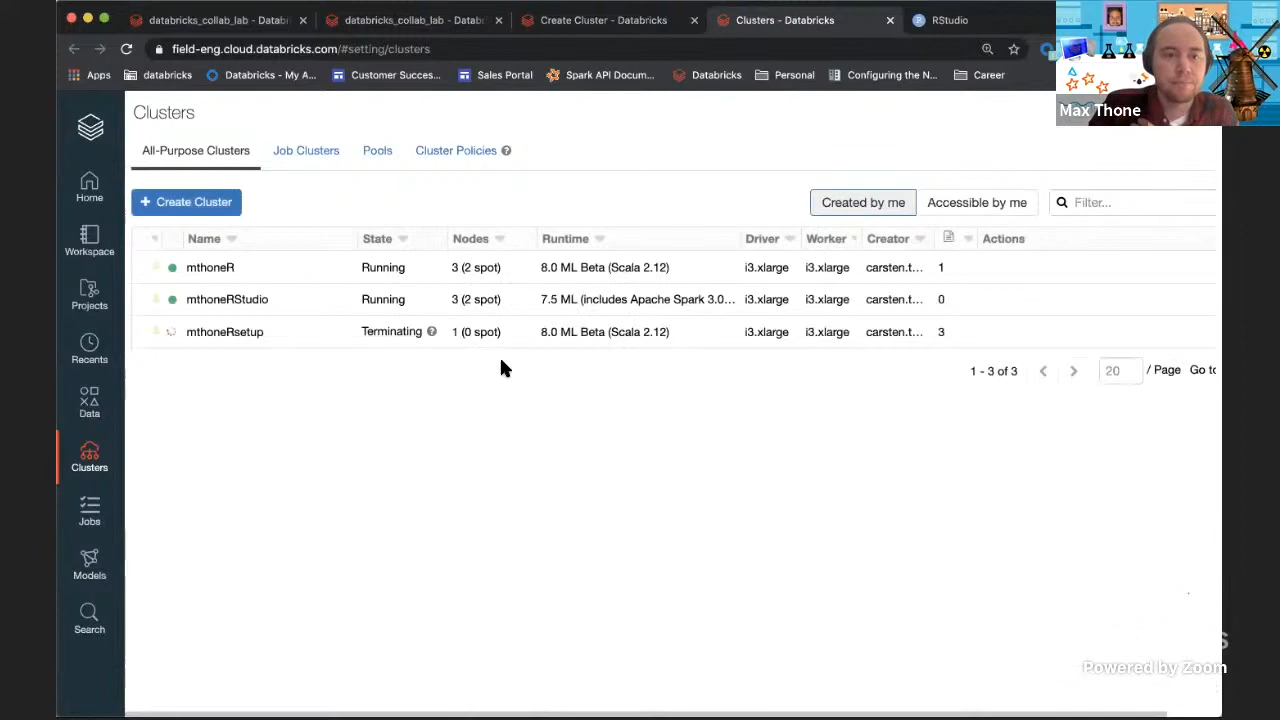 databricks_collab_lab - Datab
databricks_collab_lab - Datab
Create Cluster - Databricks
Clusters - Databricks
RStudio
field-eng.cloud.databricks.com/#setting/clusters
Apps databricks Databricks - My A... Customer Succes... Sales Portal Spark API Docum... Databricks Personal Configuring the N... Career
Max Thone
Clusters
All-Purpose Clusters Job Clusters Pools Cluster Policies ?
+ Create Cluster
Created by me Accessible by me Filter...
Name State Nodes Runtime Driver Worker Creator Actions
mthoneR Running 3 (2 spot) 8.0 ML Beta (Scala 2.12) i3.xlarge i3.xlarge carsten.t... 1
mthoneRStudio Running 3 (2 spot) 7.5 ML (includes Apache Spark 3.0... i3.xlarge i3.xlarge carsten.t... 0
mthoneRsetup Terminating ? 1 (0 spot) 8.0 ML Beta (Scala 2.12) i3.xlarge i3.xlarge carsten.t... 3
1 - 3 of 3 20 / Page Go to
Home
Workspace
Projects
Recents
Data
Clusters
Jobs
Models
Search
Powered by Zoom